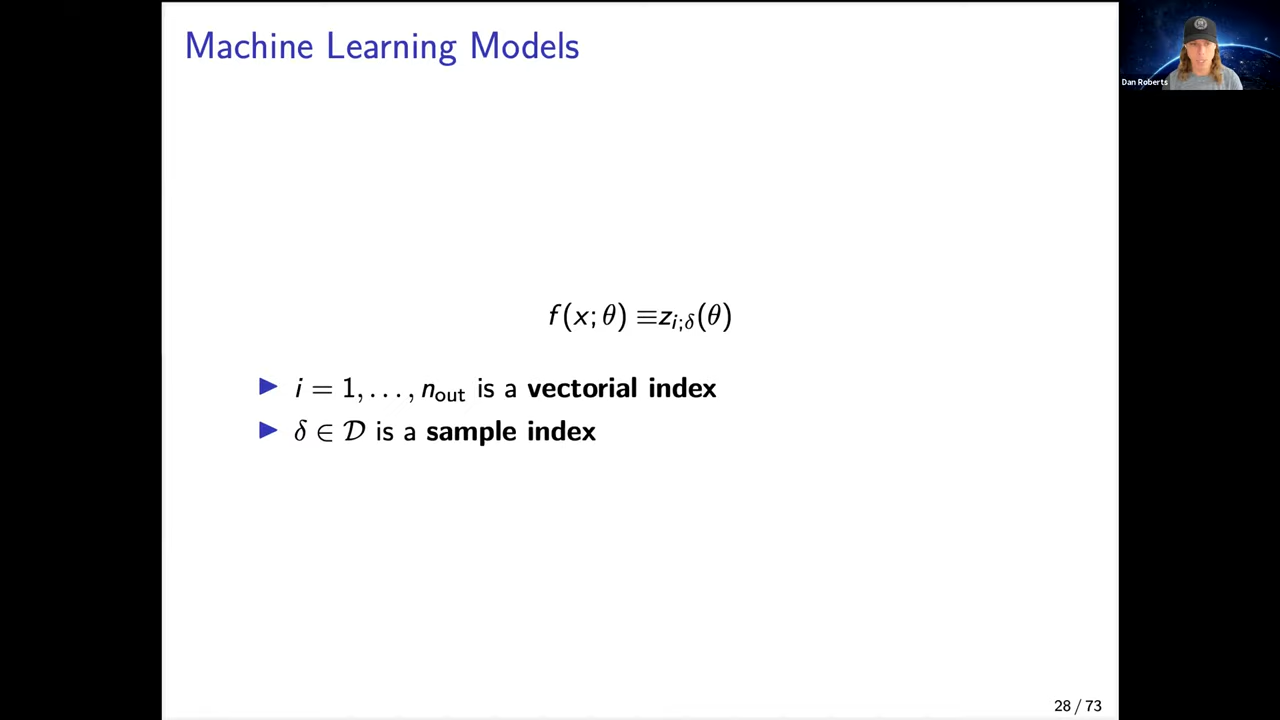 Machine Learning Models
Dan Roberts
f(x; θ) ≡ z_{i;δ}(θ)
▶ i = 1, . . . , n_out is a vectorial index
▶ δ ∈ 𝒟 is a sample index
28 / 73